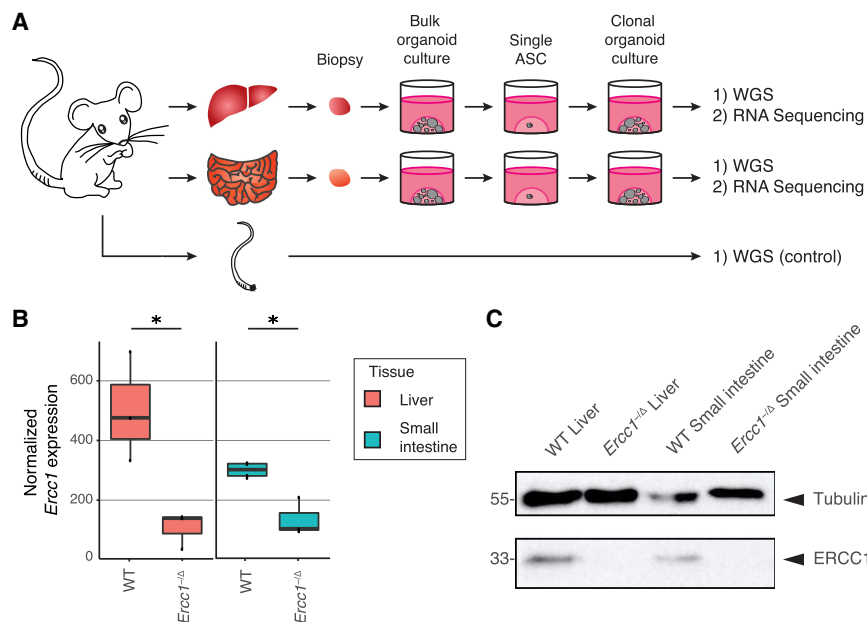 A
Biopsy
Bulk
organoid
culture
Single
ASC
Clonal
organoid
culture
1) WGS
2) RNA Sequencing
1) WGS
2) RNA Sequencing
1) WGS (control)
B
Normalized
Ercc1 expression
600
400
200
0
*
*
WT
Ercc1⁻/Δ
WT
Ercc1⁻/Δ
Tissue
Liver
Small
intestine
C
WT Liver
Ercc1⁻/Δ Liver
WT Small intestine
Ercc1⁻/Δ Small intestine
55-
Tubulin
33-
ERCC1